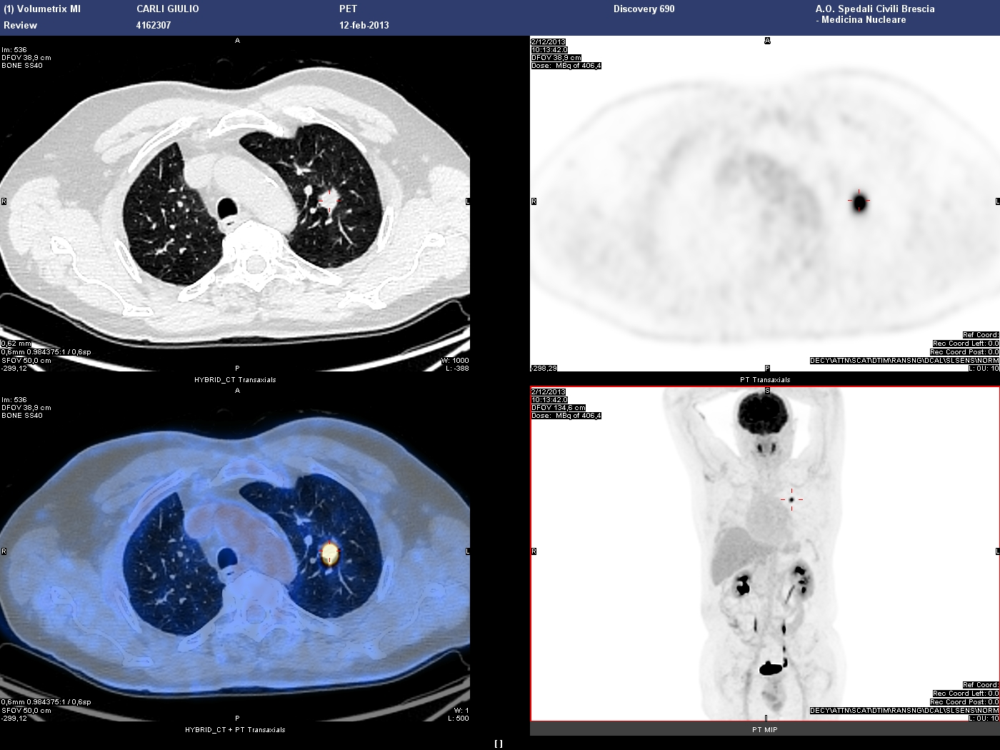 (1) Volumetrix MI CARLI GIULIO PET Discovery 690 A.O. Spedali Civili Brescia
- Medicina Nucleare
Review 4162307 12-feb-2013
A
Im: 536
DFOV 38,9 cm
BONE SS40
R
L
0,62 mm
0,6mm 0.984375:1 / 0,6sp
SFOV 50,0 cm
-299,12
P
W: 1000
L: -388
HYBRID_CT Transaxials
A
2/12/2013
10:13:42.0
DFOV 38,9 cm
Dose: MBq of 406,4
R
L
Ref Coord:
Rec Coord Left: 0.0
Rec Coord Post: 0.0
DECY\ATTN\SCAT\DTIM\RANSNG\DCAL\SLSENS\NORM
-298,29
P
L: 0U: 10
PT Transaxials
A
Im: 536
DFOV 38,9 cm
BONE SS40
R
L
0,6mm 0.984375:1 / 0,6sp
SFOV 50,0 cm
-299,12
P
W: 1
L: 500
HYBRID_CT + PT Transaxials
S
2/12/2013
10:13:42.0
DFOV 134,6 cm
Dose: MBq of 406,4
R
L
Ref Coord:
Rec Coord Left: 0.0
Rec Coord Post: 0.0
DECY\ATTN\SCAT\DTIM\RANSNG\DCAL\SLSENS\NORM
I
L: 0U: 10
PT MIP
[ ]